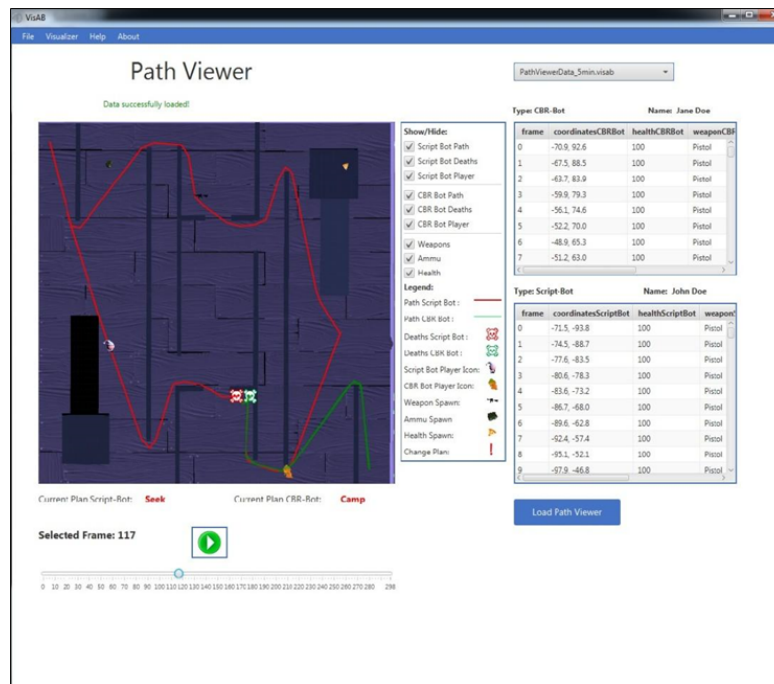 VisAB
File Visualizer Help About
Path Viewer
Data successfully loaded!
PathViewerData_5min.visab
Show/Hide:
Script Bot Path
Script Bot Deaths
Script Bot Player
CBR Bot Path
CBR Bot Deaths
CBR Bot Player
Weapons
Ammu
Health
Legend:
Path Script Bot :
Path CBR Bot :
Deaths Script Bot :
Deaths CBR Bot :
Script Bot Player Icon:
CBR Bot Player Icon:
Weapon Spawn:
Ammu Spawn
Health Spawn:
Change Plan:
Type: CBR-Bot Name: Jane Doe
frame coordinatesCBRBot healthCBRBot weaponCBR
0 -70.9, 92.6 100 Pistol
1 -67.5, 88.5 100 Pistol
2 -63.7, 83.9 100 Pistol
3 -59.9, 79.3 100 Pistol
4 -56.1, 74.6 100 Pistol
5 -52.2, 70.0 100 Pistol
6 -48.9, 65.3 100 Pistol
7 -51.2, 63.0 100 Pistol
Type: Script-Bot Name: John Doe
frame coordinatesScriptBot healthScriptBot weapon
0 -71.5, -93.8 100 Pistol
1 -74.5, -88.7 100 Pistol
2 -77.6, -83.5 100 Pistol
3 -80.6, -78.3 100 Pistol
4 -83.6, -73.2 100 Pistol
5 -86.7, -68.0 100 Pistol
6 -89.6, -62.8 100 Pistol
7 -92.4, -57.4 100 Pistol
8 -95.1, -52.1 100 Pistol
9 -97.9, -46.8 100 Pistol
Load Path Viewer
Current Plan Script-Bot: Seek Current Plan CBR-Bot: Camp
Selected Frame: 117
0 10 20 30 40 50 60 70 80 90 100 110 120 130 140 150 160 170 180 190 200 210 220 230 240 250 260 270 280 298